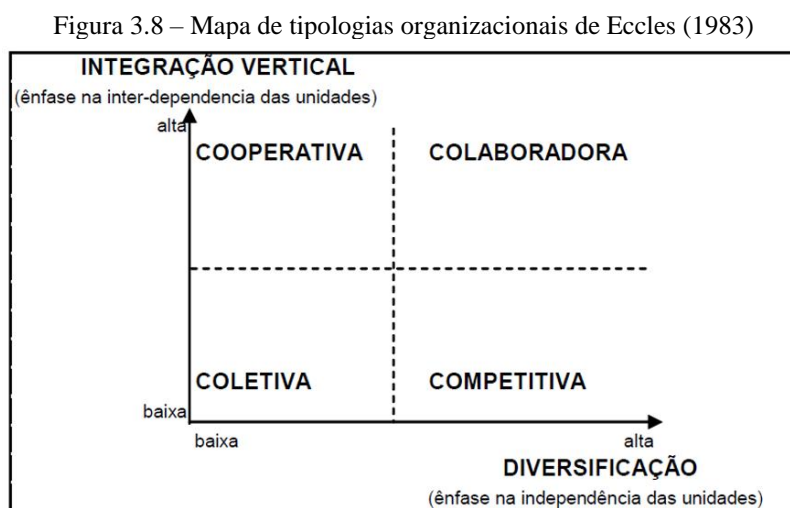 Figura 3.8 – Mapa de tipologias organizacionais de Eccles (1983)
INTEGRAÇÃO VERTICAL
(ênfase na inter-dependencia das unidades)
alta
COOPERATIVA COLABORADORA
COLETIVA COMPETITIVA
baixa
baixa alta
DIVERSIFICAÇÃO
(ênfase na independência das unidades)